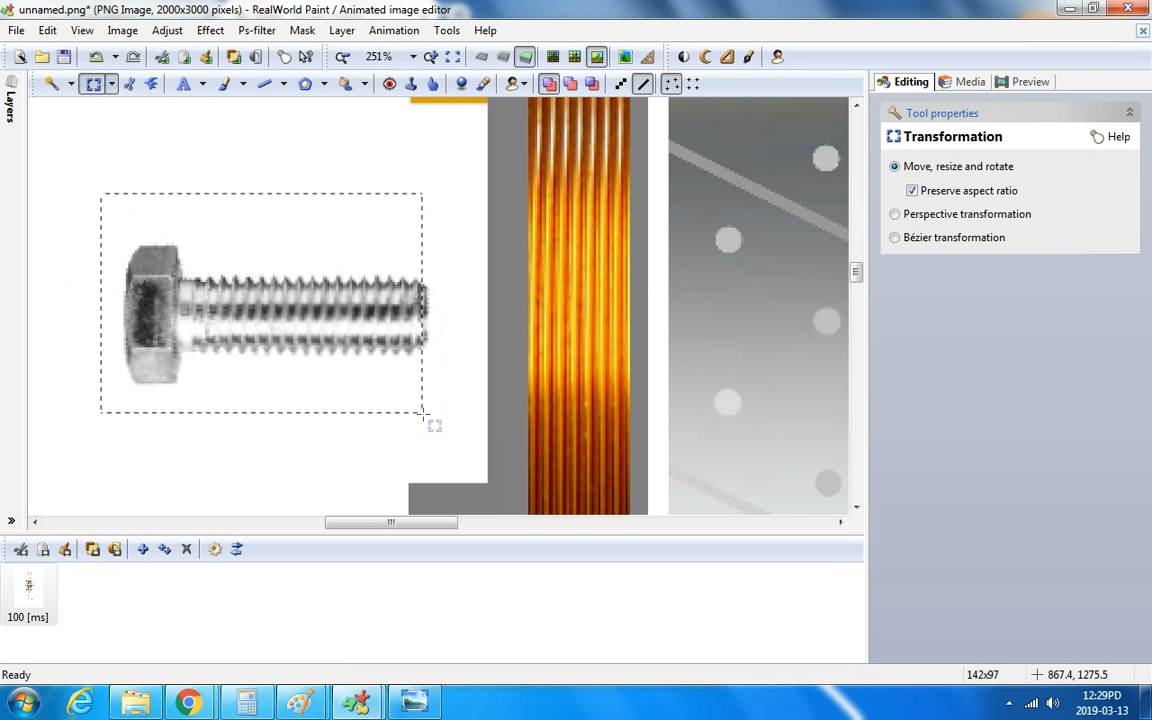 unnamed.png* (PNG Image, 2000x3000 pixels) - RealWorld Paint / Animated image editor
File Edit View Image Adjust Effect Ps-filter Mask Layer Animation Tools Help
251%
Layers
Editing Media Preview
Tool properties
Transformation Help
Move, resize and rotate
Preserve aspect ratio
Perspective transformation
Bézier transformation
100 [ms]
Ready 142x97 867.4, 1275.5
12:29PD
2019-03-13